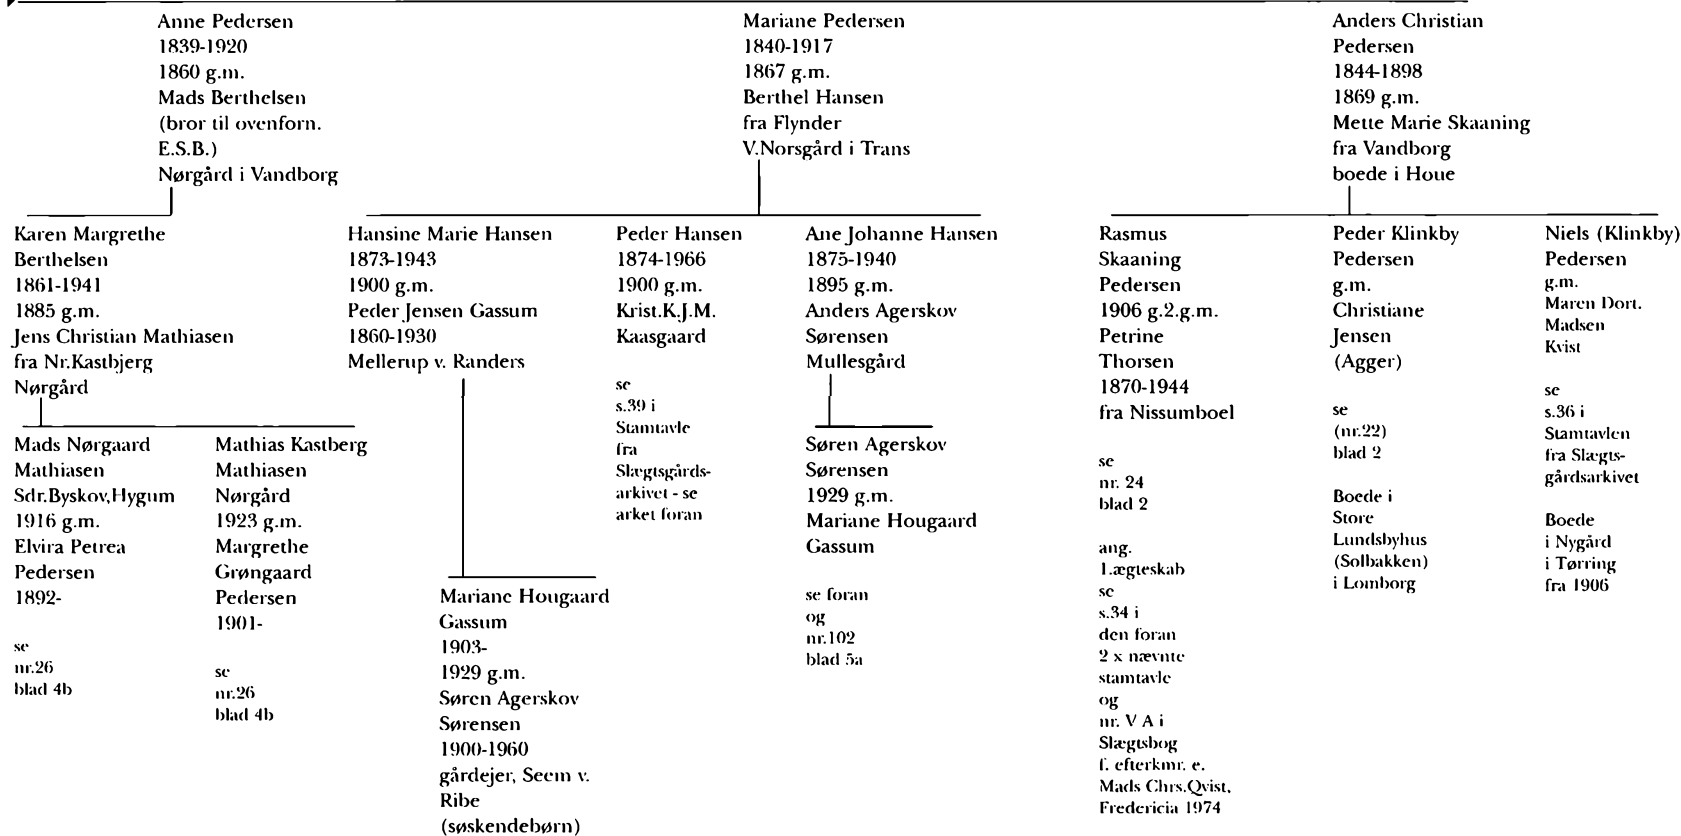 Anne Pedersen
1839-1920
1860 g.m.
Mads Berthelsen
(bror til ovenforn.
E.S.B.)
Nørgård i Vandborg
Mariane Pedersen
1840-1917
1867 g.m.
Berthel Hansen
fra Flynder
V.Norsgård i Trans
Anders Christian
Pedersen
1844-1898
1869 g.m.
Mette Marie Skaaning
fra Vandborg
boede i Houe
Karen Margrethe
Berthelsen
1861-1941
1885 g.m.
Jens Christian Mathiasen
fra Nr.Kastbjerg
Nørgård
Hansine Marie Hansen
1873-1943
1900 g.m.
Peder Jensen Gassum
1860-1930
Mellerup v. Randers
Peder Hansen
1874-1966
1900 g.m.
Krist.K.J.M.
Kaasgaard
se
s.39 i
Stamtavle
fra
Slægtsgårds-
arkivet - se
arket foran
Ane Johanne Hansen
1875-1940
1895 g.m.
Anders Agerskov
Sørensen
Mullesgård
Rasmus
Skaaning
Pedersen
1906 g.2.g.m.
Petrine
Thorsen
1870-1944
fra Nissumboel
se
nr. 24
blad 2
ang.
1.ægteskab
se
s.34 i
den foran
2 x nævnte
stamtavle
og
nr. V A i
Slægtsbog
f. efterkmr. e.
Mads Chrs.Qvist,
Fredericia 1974
Peder Klinkby
Pedersen
g.m.
Christiane
Jensen
(Agger)
se
(nr.22)
blad 2
Boede i
Store
Lundsbyhus
(Solbakken)
i Lomborg
Niels (Klinkby)
Pedersen
g.m.
Maren Dort.
Madsen
Kvist
se
s.36 i
Stamtavlen
fra Slægts-
gårdsarkivet
Boede
i Nygård
i Tørring
fra 1906
Mads Nørgaard
Mathiasen
Sdr.Byskov,Hygum
1916 g.m.
Elvira Petrea
Pedersen
1892-
se
nr.26
blad 4b
Mathias Kastberg
Mathiasen
Nørgård
1923 g.m.
Margrethe
Grøngaard
Pedersen
1901-
se
nr.26
blad 4b
Mariane Hougaard
Gassum
1903-
1929 g.m.
Søren Agerskov
Sørensen
1900-1960
gårdejer, Seem v.
Ribe
(søskendebørn)
Søren Agerskov
Sørensen
1929 g.m.
Mariane Hougaard
Gassum
se foran
og
nr.102
blad 5a